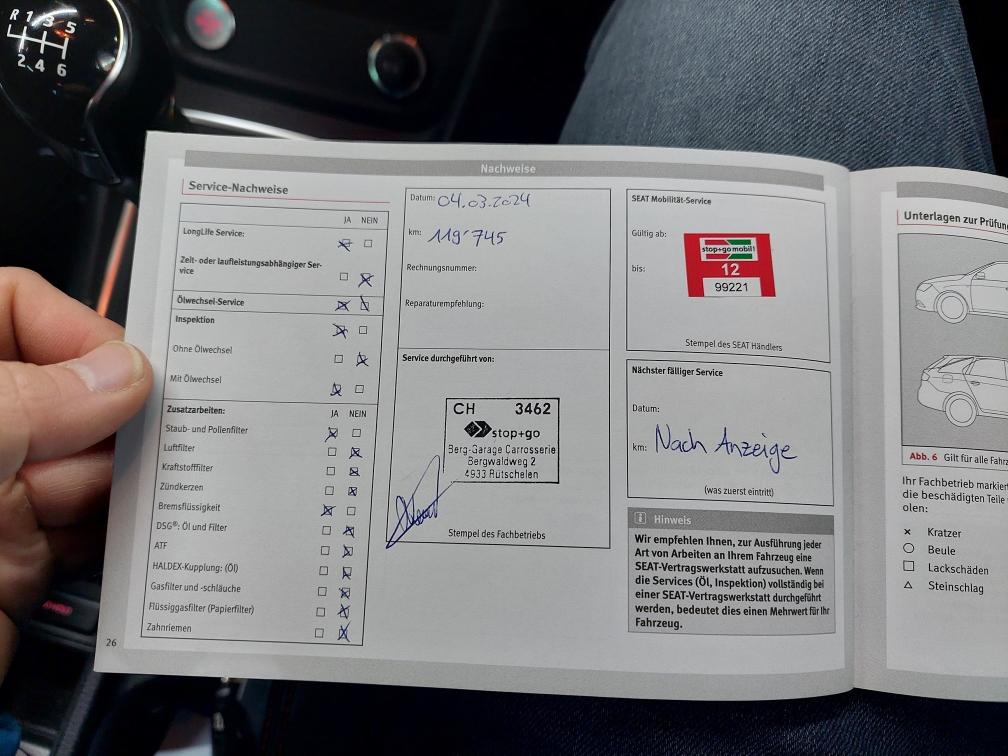 R 1 3 5
2 4 6
Nachweise
Service-Nachweise
JA NEIN
LongLife Service:
Zeit- oder laufleistungsabhängiger Ser-
vice
Ölwechsel-Service
Inspektion
Ohne Ölwechsel
Mit Ölwechsel
Zusatzarbeiten: JA NEIN
Staub- und Pollenfilter
Luftfilter
Kraftstofffilter
Zündkerzen
Bremsflüssigkeit
DSG®: Öl und Filter
ATF
HALDEX-Kupplung: (Öl)
Gasfilter und -schläuche
Flüssiggasfilter (Papierfilter)
Zahnriemen
26
Datum: 04.03.2024
km: 119'745
Rechnungsnummer:
Reparaturempfehlung:
Service durchgeführt von:
CH 3462
stop+go
Berg-Garage Carrosserie
Bergwaldweg 2
4933 Rütschelen
Stempel des Fachbetriebs
SEAT Mobilität-Service
Gültig ab:
bis:
stop+go mobil!
12
99221
Stempel des SEAT Händlers
Nächster fälliger Service
Datum:
km: Nach Anzeige
(was zuerst eintritt)
Hinweis
Wir empfehlen Ihnen, zur Ausführung jeder
Art von Arbeiten an Ihrem Fahrzeug eine
SEAT-Vertragswerkstatt aufzusuchen. Wenn
die Services (Öl, Inspektion) vollständig bei
einer SEAT-Vertragswerkstatt durchgeführt
werden, bedeutet dies einen Mehrwert für Ihr
Fahrzeug.
Unterlagen zur Prüfun
Abb. 6 Gilt für alle Fahrz
Ihr Fachbetrieb markier
die beschädigten Teile
olen:
× Kratzer
○ Beule
□ Lackschäden
△ Steinschlag